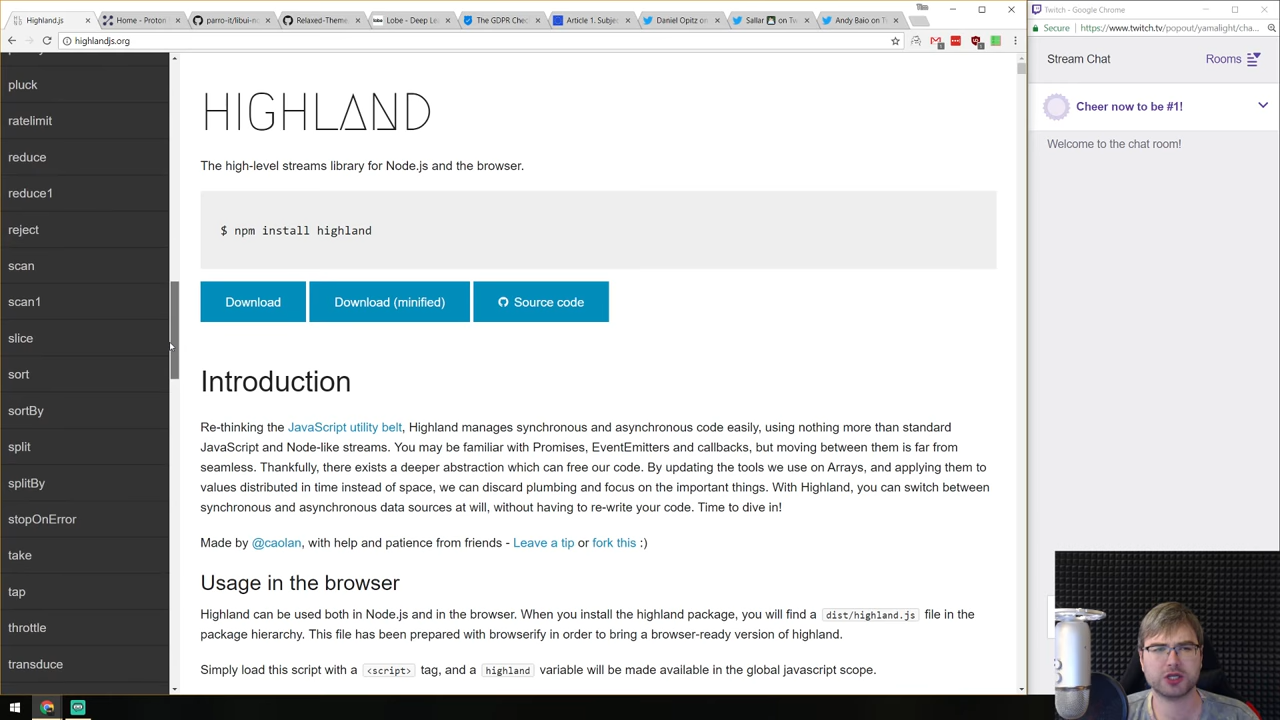 Highland.js
Home - Proton
parro-it/libui-no
Relaxed-Theme
Lobe - Deep Lea
The GDPR Check
Article 1. Subjec
Daniel Opitz on
Sallar on Tw
Andy Baio on Tw
highlandjs.org
pluck
ratelimit
reduce
reduce1
reject
scan
scan1
slice
sort
sortBy
split
splitBy
stopOnError
take
tap
throttle
transduce
HIGHLAND
The high-level streams library for Node.js and the browser.
$ npm install highland
Download
Download (minified)
Source code
Introduction
Re-thinking the JavaScript utility belt, Highland manages synchronous and asynchronous code easily, using nothing more than standard
JavaScript and Node-like streams. You may be familiar with Promises, EventEmitters and callbacks, but moving between them is far from
seamless. Thankfully, there exists a deeper abstraction which can free our code. By updating the tools we use on Arrays, and applying them to
values distributed in time instead of space, we can discard plumbing and focus on the important things. With Highland, you can switch between
synchronous and asynchronous data sources at will, without having to re-write your code. Time to dive in!
Made by @caolan, with help and patience from friends - Leave a tip or fork this :)
Usage in the browser
Highland can be used both in Node.js and in the browser. When you install the highland package, you will find a dist/highland.js file in the
package hierarchy. This file has been prepared with browserify in order to bring a browser-ready version of highland.
Simply load this script with a <script> tag, and a highland variable will be made available in the global javascript scope.
Twitch - Google Chrome
Secure
https://www.twitch.tv/popout/yamalight/cha...
Stream Chat
Rooms
Cheer now to be #1!
Welcome to the chat room!